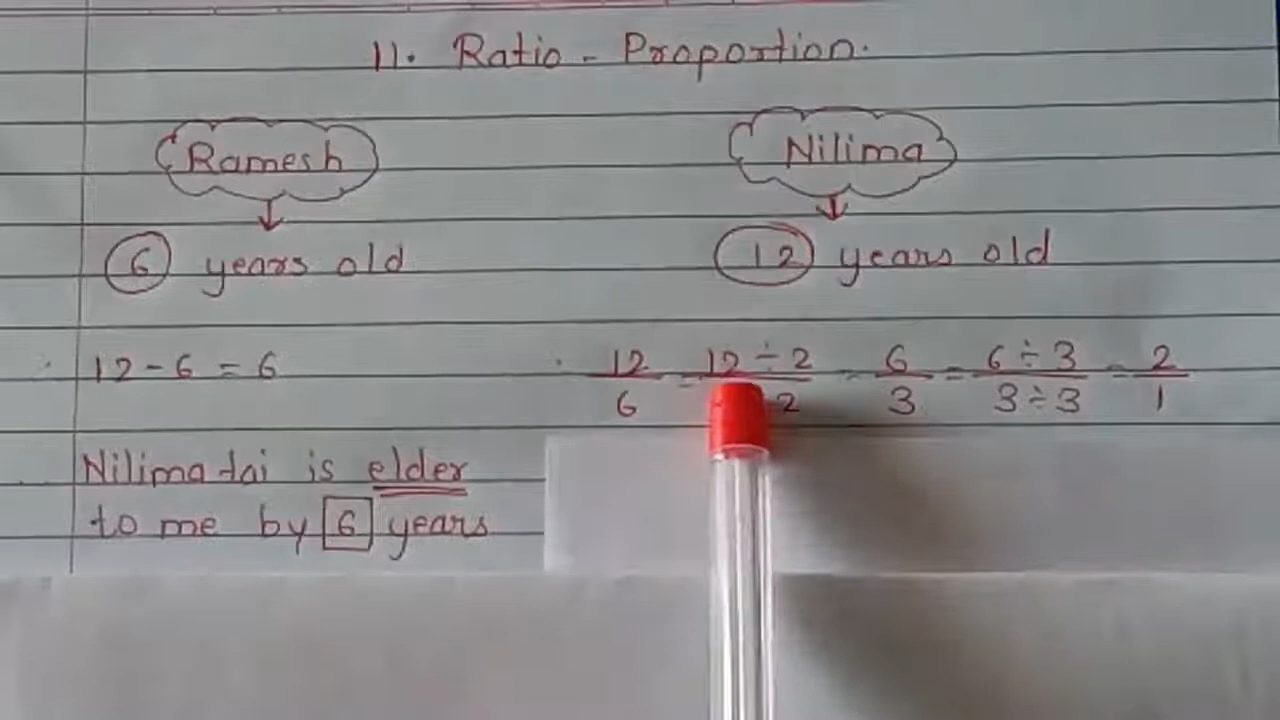 11. Ratio - Proportion.
Ramesh
Nilima
6 years old
12 years old
12 - 6 = 6
12/6 = 12 ÷ 2/2 = 6/3 = 6 ÷ 3/3 ÷ 3 = 2/1
Nilima tai is elder
to me by 6 years